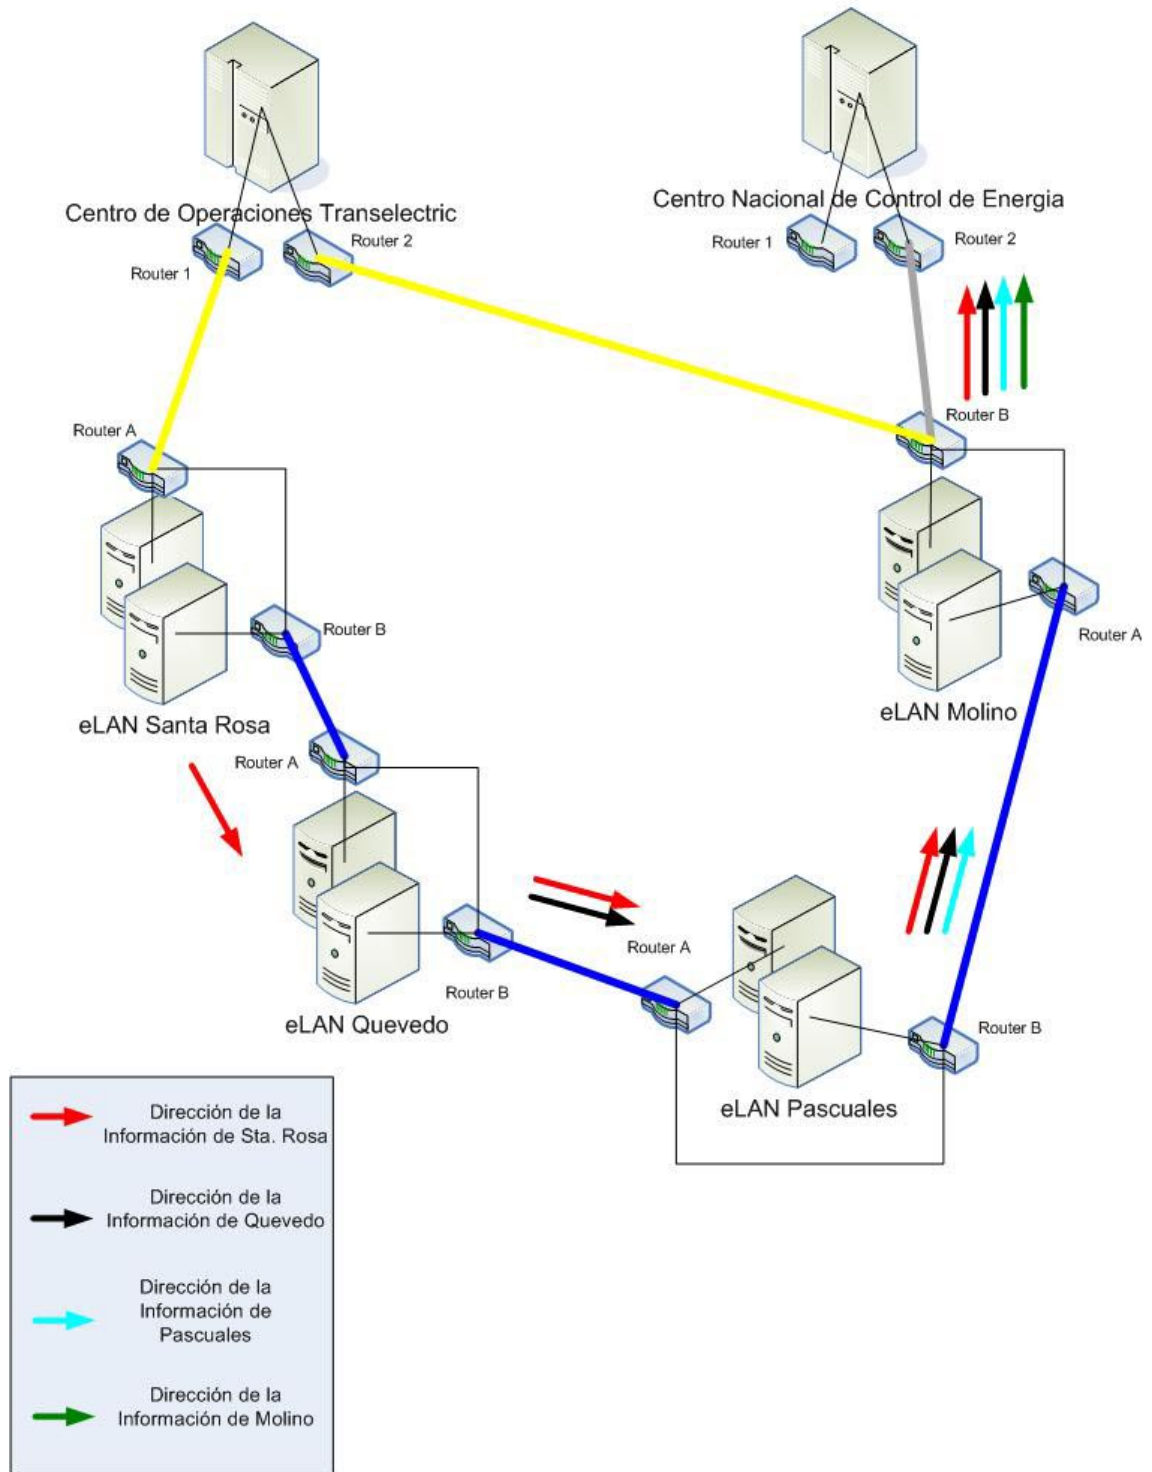 Centro de Operaciones Transelectric
Centro Nacional de Control de Energia
Router 1
Router 2
Router 1
Router 2
Router A
Router B
Router B
Router A
eLAN Santa Rosa
eLAN Molino
Router A
Router A
Router B
Router B
eLAN Quevedo
eLAN Pascuales
Dirección de la
Información de Sta. Rosa
Dirección de la
Información de Quevedo
Dirección de la
Información de
Pascuales
Dirección de la
Información de Molino